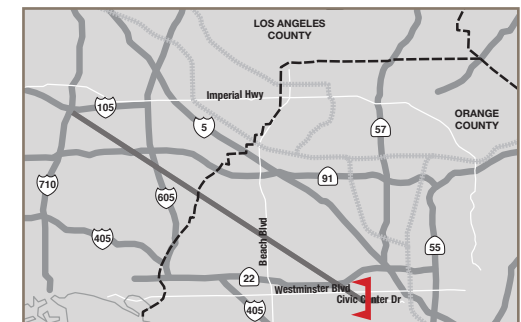 LOS ANGELES
COUNTY
Imperial Hwy
105
5
57
ORANGE
COUNTY
91
710
605
405
Beach Blvd
55
22
Westminster Blvd
Civic Center Dr
405